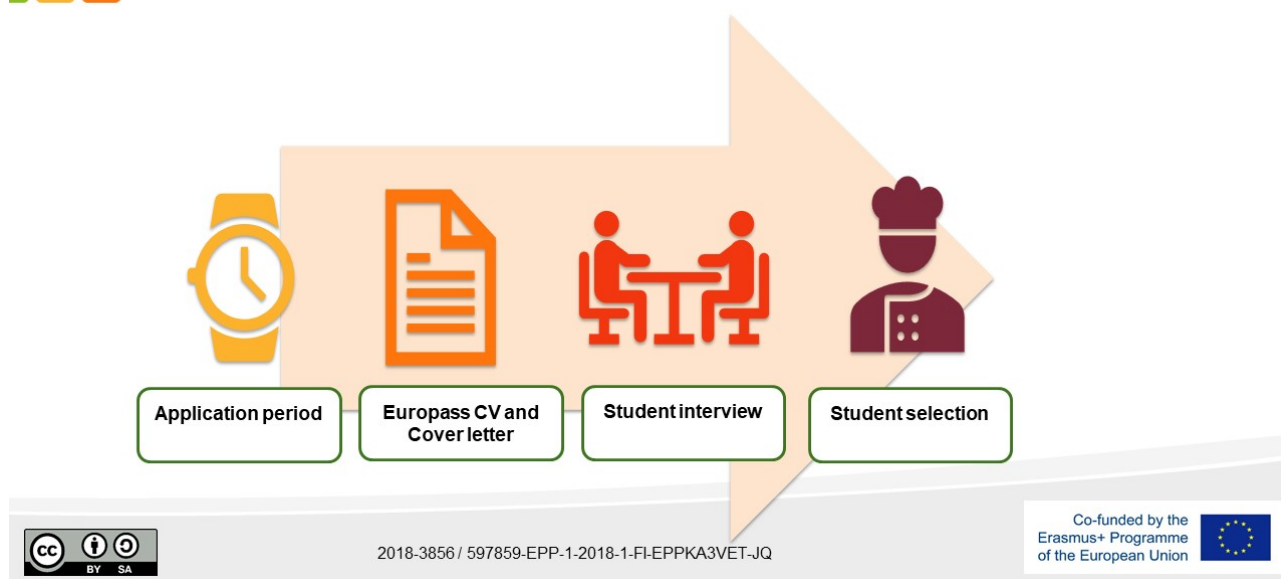 Application period
Europass CV and
Cover letter
Student interview
Student selection
CC
BY SA
2018-3856 / 597859-EPP-1-2018-1-FI-EPPKA3VET-JQ
Co-funded by the
Erasmus+ Programme
of the European Union